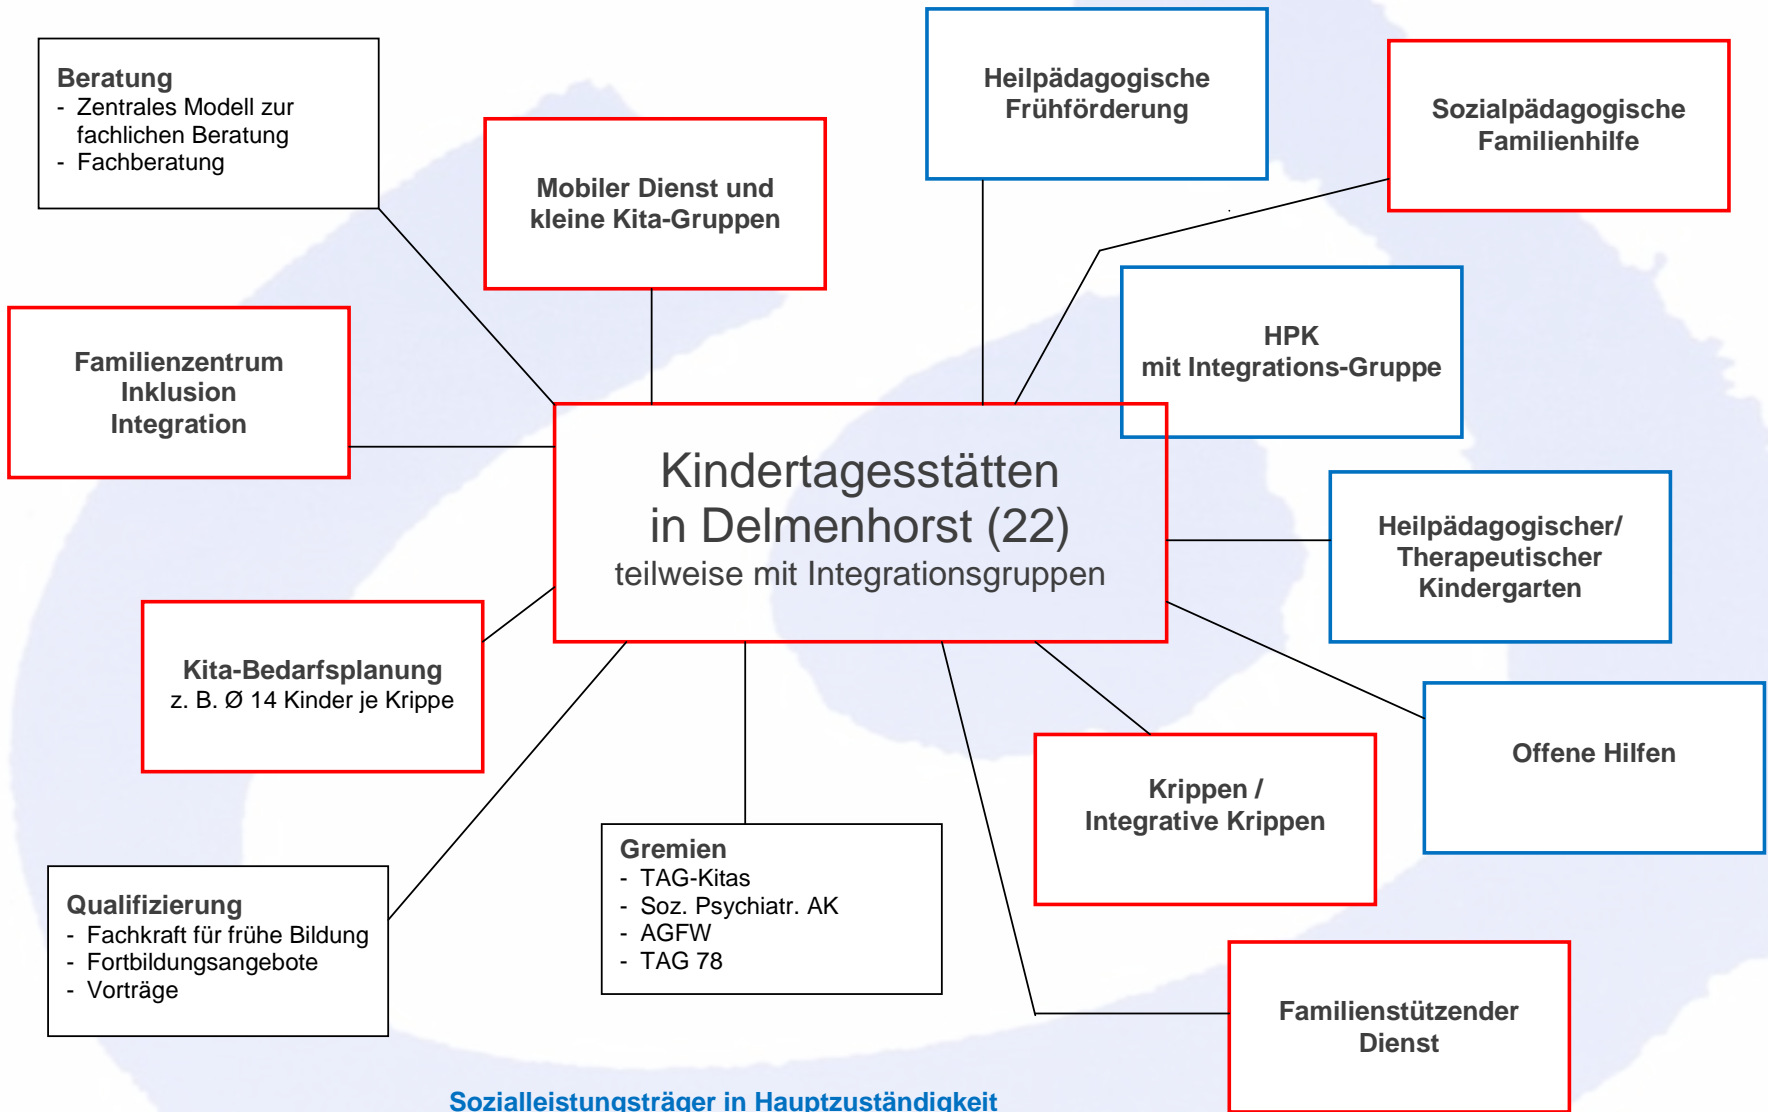 Beratung
- Zentrales Modell zur
fachlichen Beratung
- Fachberatung
Mobiler Dienst und
kleine Kita-Gruppen
Heilpädagogische
Frühförderung
Sozialpädagogische
Familienhilfe
Familienzentrum
Inklusion
Integration
HPK
mit Integrations-Gruppe
Kindertagesstätten
in Delmenhorst (22)
teilweise mit Integrationsgruppen
Heilpädagogischer/
Therapeutischer
Kindergarten
Kita-Bedarfsplanung
z. B. Ø 14 Kinder je Krippe
Offene Hilfen
Krippen /
Integrative Krippen
Gremien
- TAG-Kitas
- Soz. Psychiatr. AK
- AGFW
- TAG 78
Qualifizierung
- Fachkraft für frühe Bildung
- Fortbildungsangebote
- Vorträge
Familienstützender
Dienst
Sozialleistungsträger in Hauptzuständigkeit